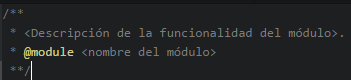 /**
* <Descripción de la funcionalidad del módulo>.
* @module <nombre del módulo>
**/